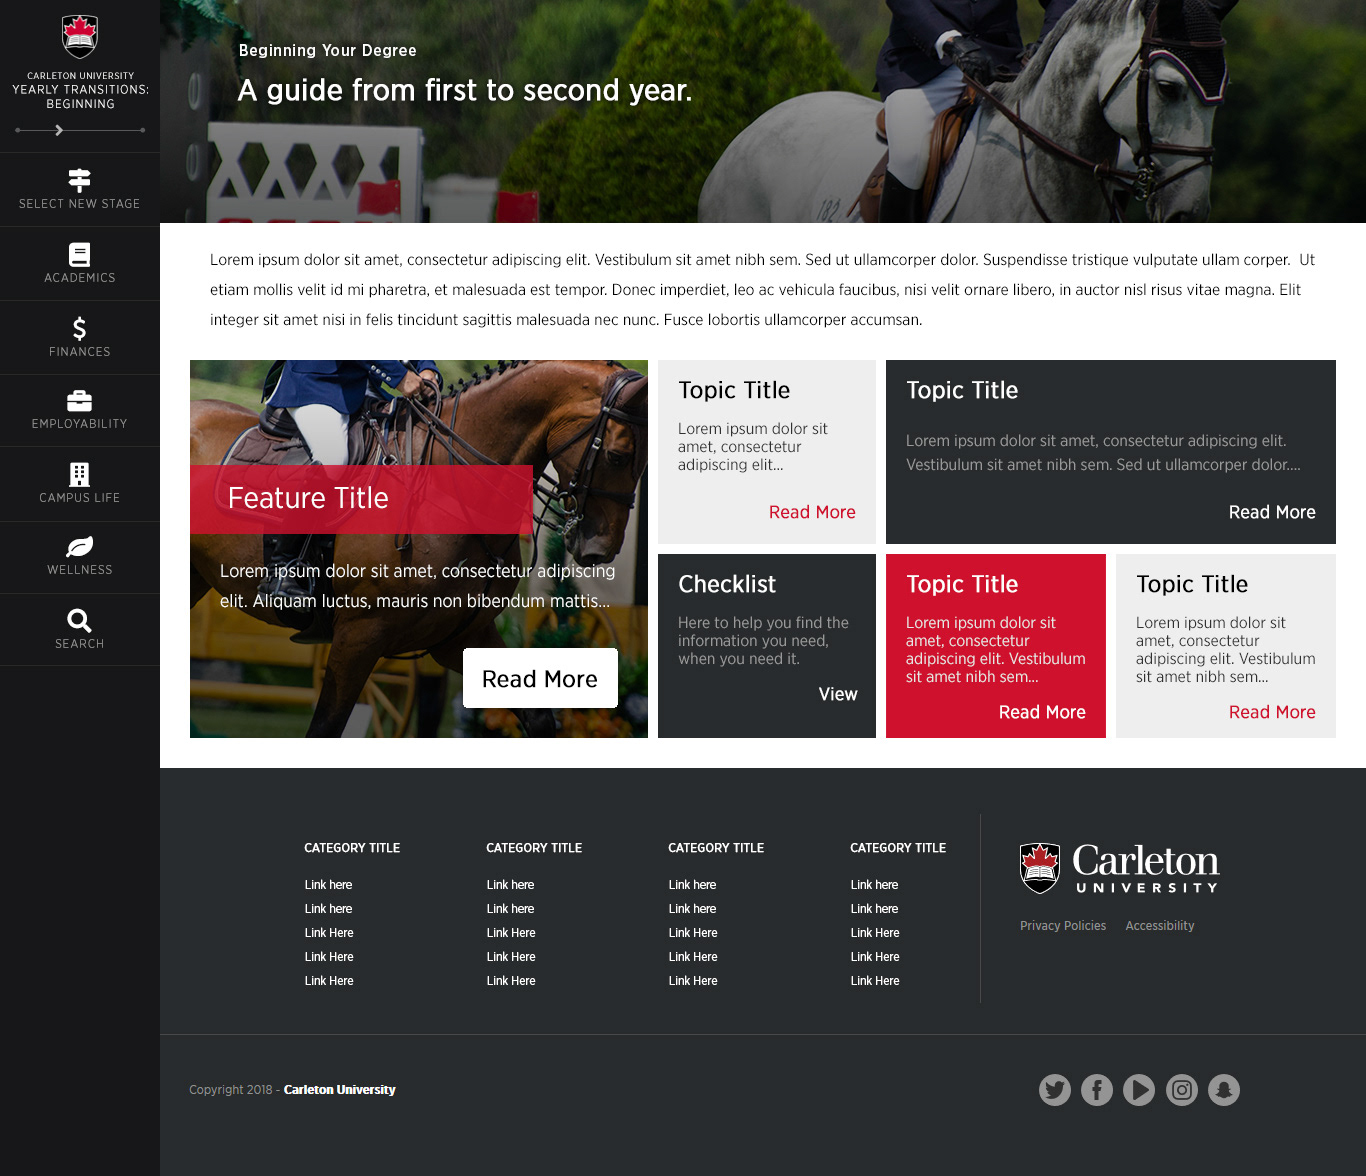 CARLETON UNIVERSITY
YEARLY TRANSITIONS:
BEGINNING
SELECT NEW STAGE
ACADEMICS
FINANCES
EMPLOYABILITY
CAMPUS LIFE
WELLNESS
SEARCH
Beginning Your Degree
A guide from first to second year.
182
Lorem ipsum dolor sit amet, consectetur adipiscing elit. Vestibulum sit amet nibh sem. Sed ut ullamcorper dolor. Suspendisse tristique vulputate ullam corper.  Ut
etiam mollis velit id mi pharetra, et malesuada est tempor. Donec imperdiet, leo ac vehicula faucibus, nisi velit ornare libero, in auctor nisl risus vitae magna. Elit
integer sit amet nisi in felis tincidunt sagittis malesuada nec nunc. Fusce lobortis ullamcorper accumsan.
Feature Title
Lorem ipsum dolor sit amet, consectetur adipiscing
elit. Aliquam luctus, mauris non bibendum mattis...
Read More
Topic Title
Lorem ipsum dolor sit
amet, consectetur
adipiscing elit...
Read More
Topic Title
Lorem ipsum dolor sit amet, consectetur adipiscing elit.
Vestibulum sit amet nibh sem. Sed ut ullamcorper dolor....
Read More
Checklist
Here to help you find the
information you need,
when you need it.
View
Topic Title
Lorem ipsum dolor sit
amet, consectetur
adipiscing elit. Vestibulum
sit amet nibh sem...
Read More
Topic Title
Lorem ipsum dolor sit
amet, consectetur
adipiscing elit. Vestibulum
sit amet nibh sem...
Read More
CATEGORY TITLE
Link here
Link here
Link Here
Link Here
Link Here
CATEGORY TITLE
Link here
Link here
Link Here
Link Here
Link Here
CATEGORY TITLE
Link here
Link here
Link Here
Link Here
Link Here
CATEGORY TITLE
Link here
Link here
Link Here
Link Here
Link Here
Carleton
UNIVERSITY
Privacy Policies Accessibility
Copyright 2018 - Carleton University